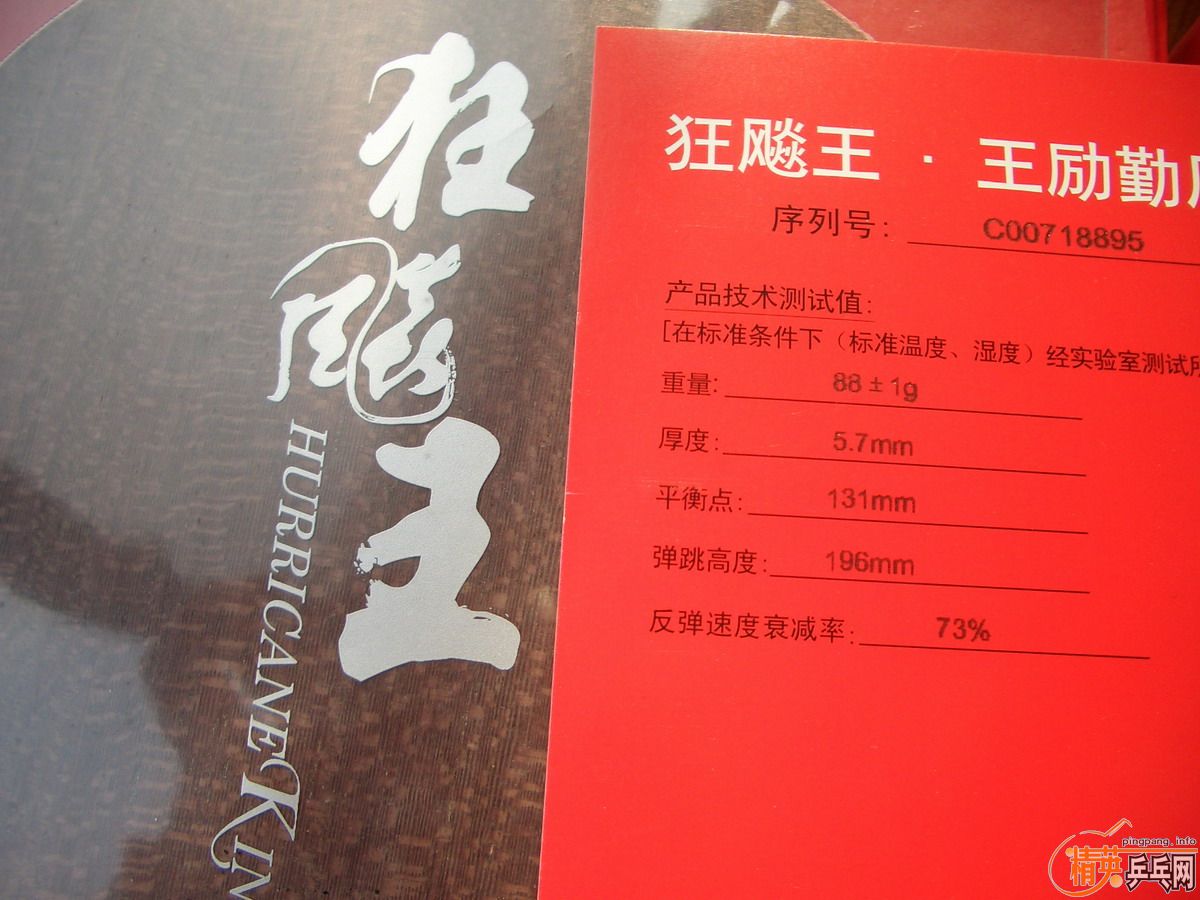 狂飚王
HURRICANE KIN
狂飚王 · 王励勤
序列号: C00718895
产品技术测试值:
[在标准条件下（标准温度、湿度）经实验室测试所
重量: 88±1g
厚度: 5.7mm
平衡点: 131mm
弹跳高度: 196mm
反弹速度衰减率: 73%
pingpang.info
精英乒乓网